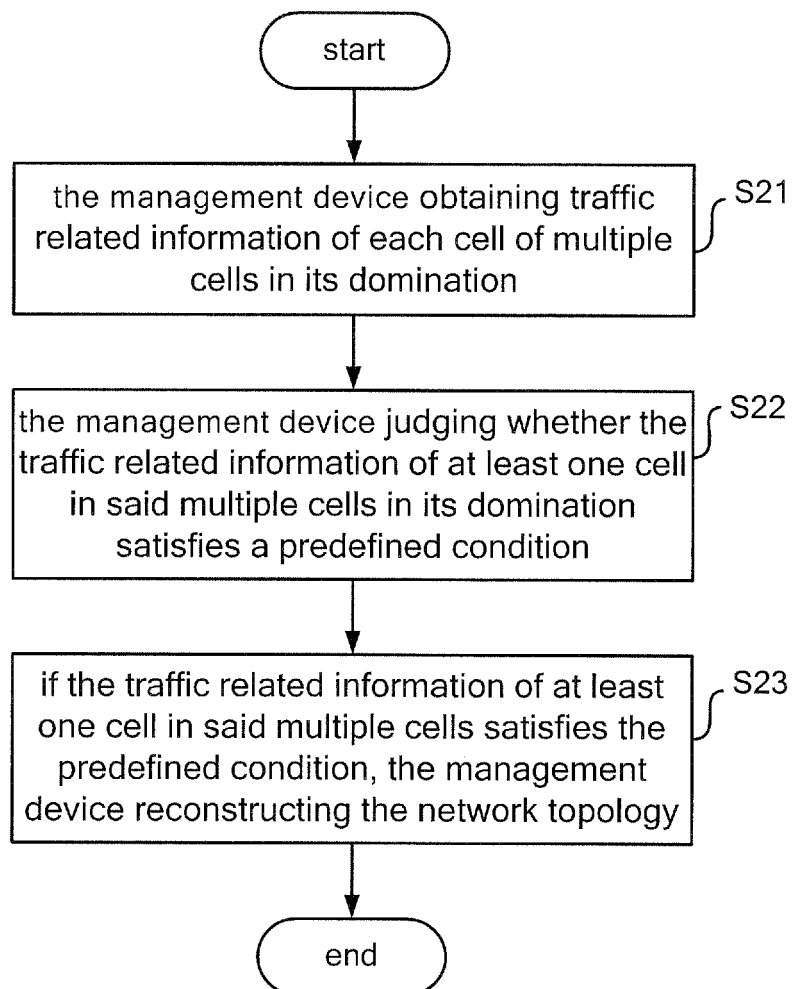 start
the management device obtaining traffic
related information of each cell of multiple
cells in its domination
S21
the management device judging whether the
traffic related information of at least one cell
in said multiple cells in its domination
satisfies a predefined condition
S22
if the traffic related information of at least
one cell in said multiple cells satisfies the
predefined condition, the management
device reconstructing the network topology
S23
end